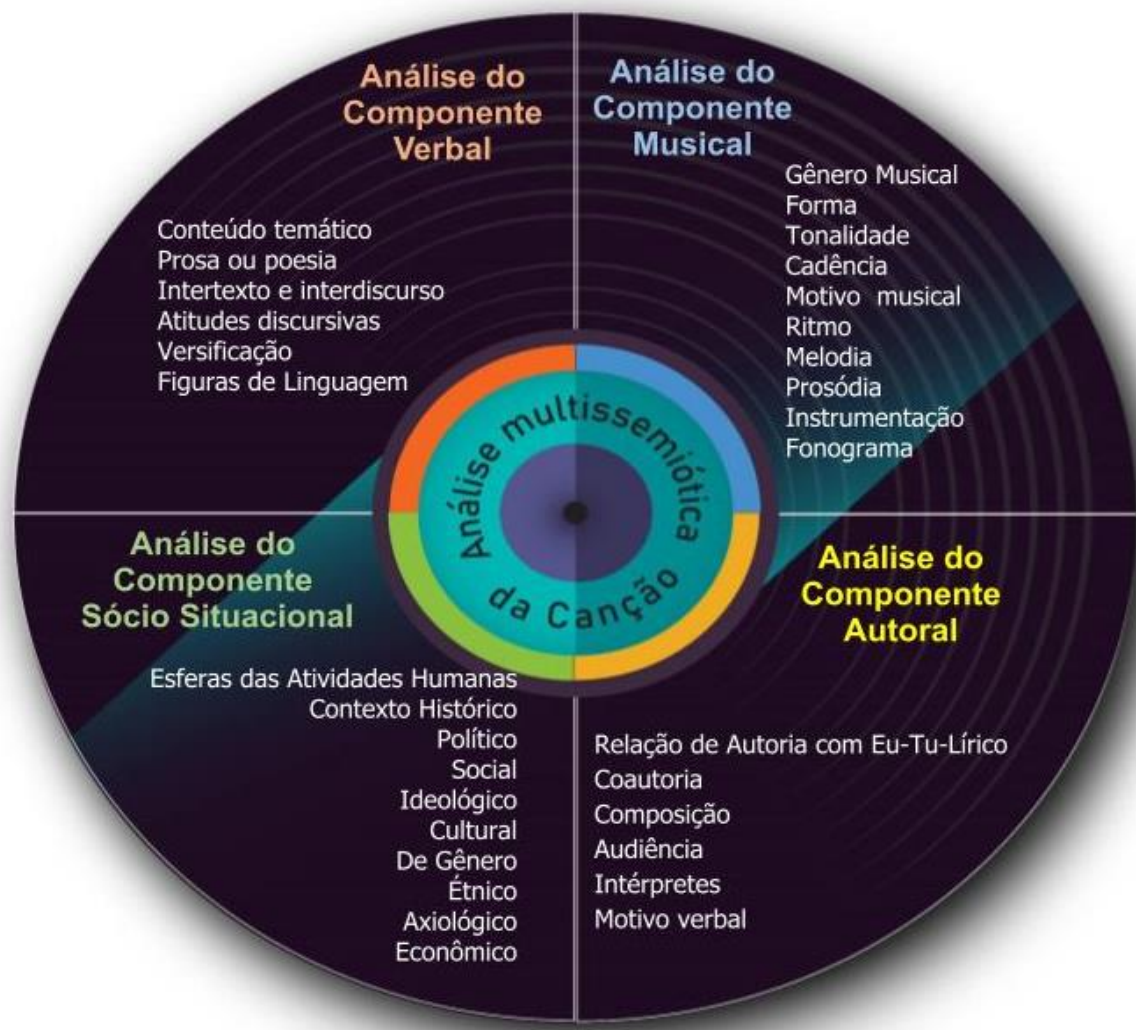 Análise do
Componente
Verbal
Conteúdo temático
Prosa ou poesia
Intertexto e interdiscurso
Atitudes discursivas
Versificação
Figuras de Linguagem
Análise do
Componente
Musical
Gênero Musical
Forma
Tonalidade
Cadência
Motivo musical
Ritmo
Melodia
Prosódia
Instrumentação
Fonograma
Análise multissemiótica
da Canção
Análise do
Componente
Sócio Situacional
Esferas das Atividades Humanas
Contexto Histórico
Político
Social
Ideológico
Cultural
De Gênero
Étnico
Axiológico
Econômico
Análise do
Componente
Autoral
Relação de Autoria com Eu-Tu-Lírico
Coautoria
Composição
Audiência
Intérpretes
Motivo verbal